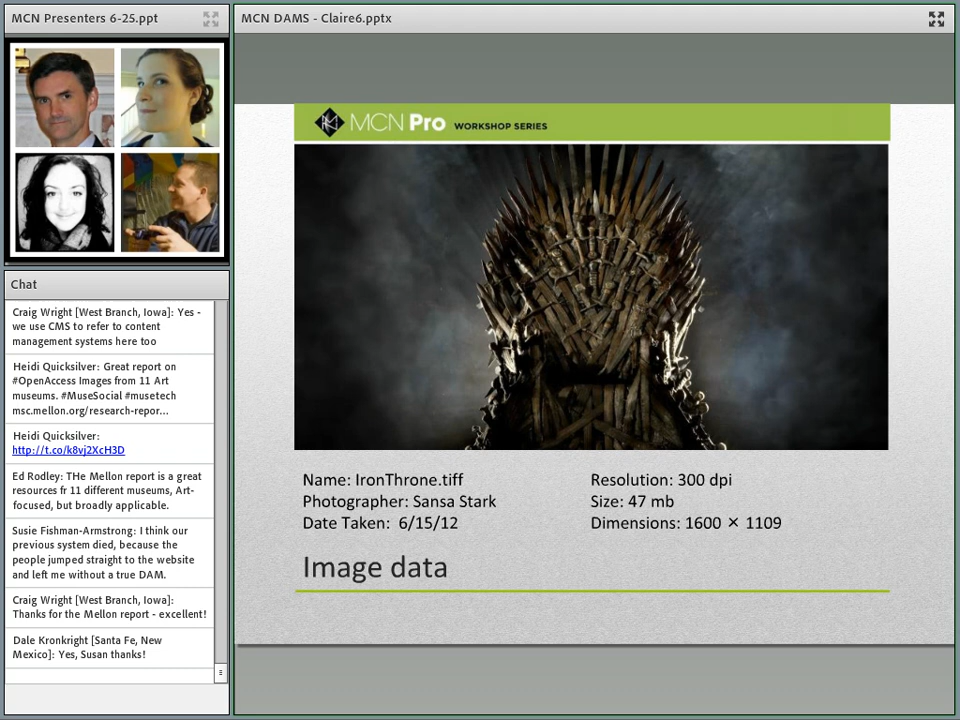 MCN Presenters 6-25.ppt
Chat
Craig Wright [West Branch, Iowa]: Yes -
we use CMS to refer to content
management systems here too
Heidi Quicksilver: Great report on
#OpenAccess Images from 11 Art
museums. #MuseSocial #musetech
msc.mellon.org/research-repor...
Heidi Quicksilver:
http://t.co/k8vj2XcH3D
Ed Rodley: THe Mellon report is a great
resources fr 11 different museums, Art-
focused, but broadly applicable.
Susie Fishman-Armstrong: I think our
previous system died, because the
people jumped straight to the website
and left me without a true DAM.
Craig Wright [West Branch, Iowa]:
Thanks for the Mellon report - excellent!
Dale Kronkright [Santa Fe, New
Mexico]: Yes, Susan thanks!
MCN DAMS - Claire6.pptx
MCN Pro WORKSHOP SERIES
Name: IronThrone.tiff
Photographer: Sansa Stark
Date Taken: 6/15/12
Resolution: 300 dpi
Size: 47 mb
Dimensions: 1600 × 1109
Image data